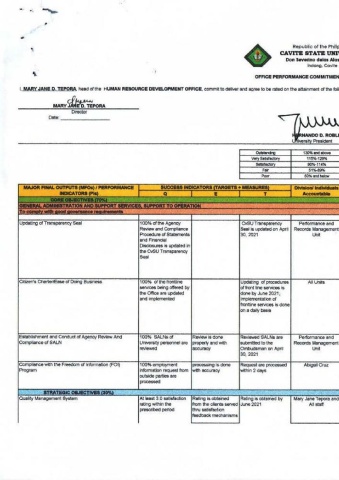 Republic of the Philip
CAVITE STATE UNI
Don Severino delas Alas
Indang, Cavite
OFFICE PERFORMANCE COMMITMEN
I, MARY JANE D. TEPORA, head of the HUMAN RESOURCE DEVELOPMENT OFFICE, commit to deliver and agree to be rated on the attainment of the foll
MARY JANE D. TEPORA
Director
Date:
HERNANDO D. ROBLE
University President
Outstanding 130% and above
Very Satisfactory 115%-129%
Satisfactory 90%-114%
Fair 51%-89%
Poor 50% and below
MAJOR FINAL OUTPUTS (MFOs) / PERFORMANCE INDICATORS (PIs)
SUCCESS INDICATORS (TARGETS + MEASURES)
Q E T
Division/ Individuals
Accountable
CORE OBJECTIVES (70%)
GENERAL ADMINISTRATION AND SUPPORT SERVICES, SUPPORT TO OPERATION
To comply with good governance requirements
Updating of Transparency Seal
100% of the Agency
Review and Compliance
Procedure of Statements
and Financial
Disclosures is updated in
the CvSU Transparency
Seal
CvSU Transparency
Seal is updated on April
30, 2021
Performance and
Records Management
Unit
Citizen's Charter/Ease of Doing Business
100% of the frontline
services being offered by
the Office are updated
and implemented
Updating of procedures
of front line services is
done by June 2021,
implementation of
frontline services is done
on a daily basis
All Units
Establishment and Conduct of Agency Review And
Compliance of SALN
100% SALNs of
University personnel are
reviewed
Review is done
properly and with
accuracy
Reviewed SALNs are
submitted to the
Ombudsman on April
30, 2021
Performance and
Records Management
Unit
Compliance with the Freedom of Information (FOI)
Program
100% employment
information request from
outside parties are
processed
processing is done
with accuracy
Request are processed
within 2 days
Abigail Cruz
STRATEGIC OBJECTIVES (30%)
Quality Management System
At least 3.0 satisfaction
rating within the
prescribed period
Rating is obtained
from the clients served
thru satisfaction
feedback mechanisms
Rating is obtained by
June 2021
Mary Jane Tepora and
All staff